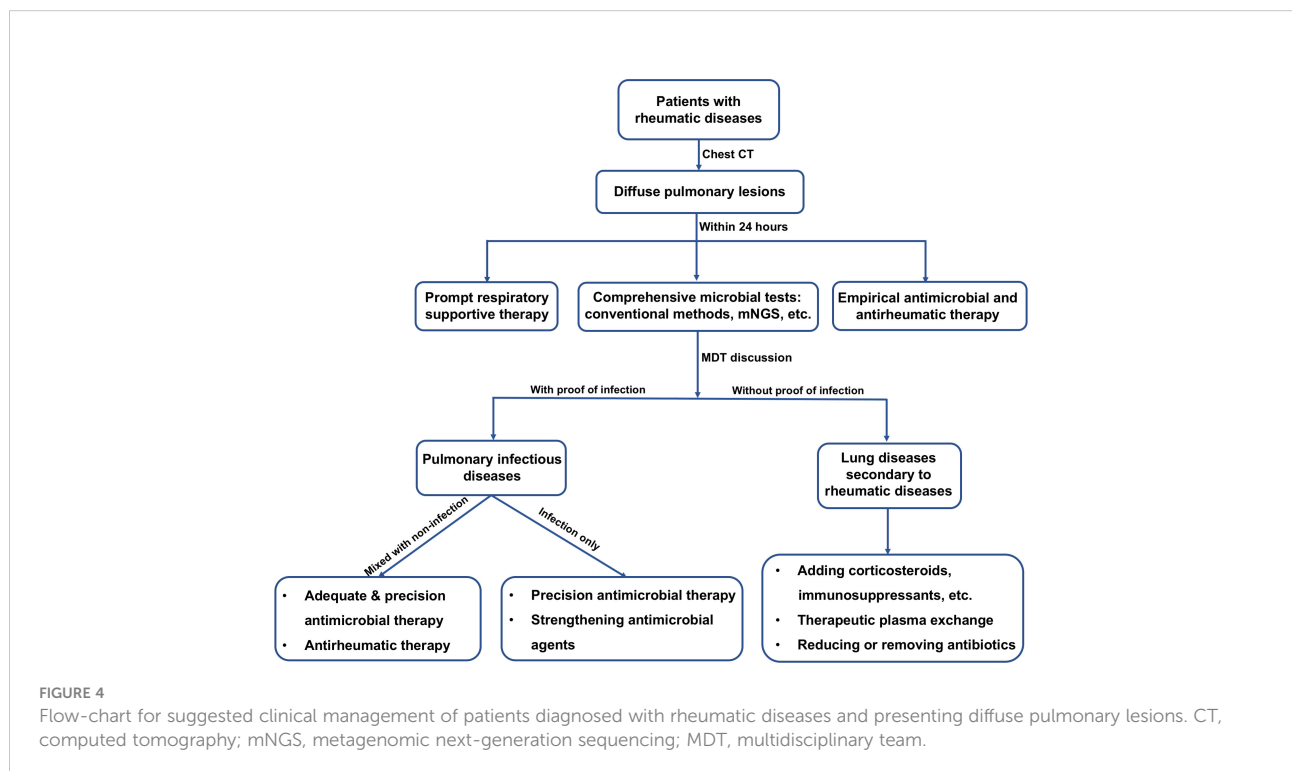 Patients with
rheumatic diseases
Chest CT
Diffuse pulmonary lesions
Within 24 hours
Prompt respiratory
supportive therapy
Comprehensive microbial tests:
conventional methods, mNGS, etc.
Empirical antimicrobial and
antirheumatic therapy
MDT discussion
With proof of infection
Without proof of infection
Pulmonary infectious
diseases
Lung diseases
secondary to
rheumatic diseases
Mixed with non-infection
Infection only
• Adequate & precision
antimicrobial therapy
• Antirheumatic therapy
• Precision antimicrobial therapy
• Strengthening antimicrobial
agents
• Adding corticosteroids,
immunosuppressants, etc.
• Therapeutic plasma exchange
• Reducing or removing antibiotics
FIGURE 4
Flow-chart for suggested clinical management of patients diagnosed with rheumatic diseases and presenting diffuse pulmonary lesions. CT,
computed tomography; mNGS, metagenomic next-generation sequencing; MDT, multidisciplinary team.